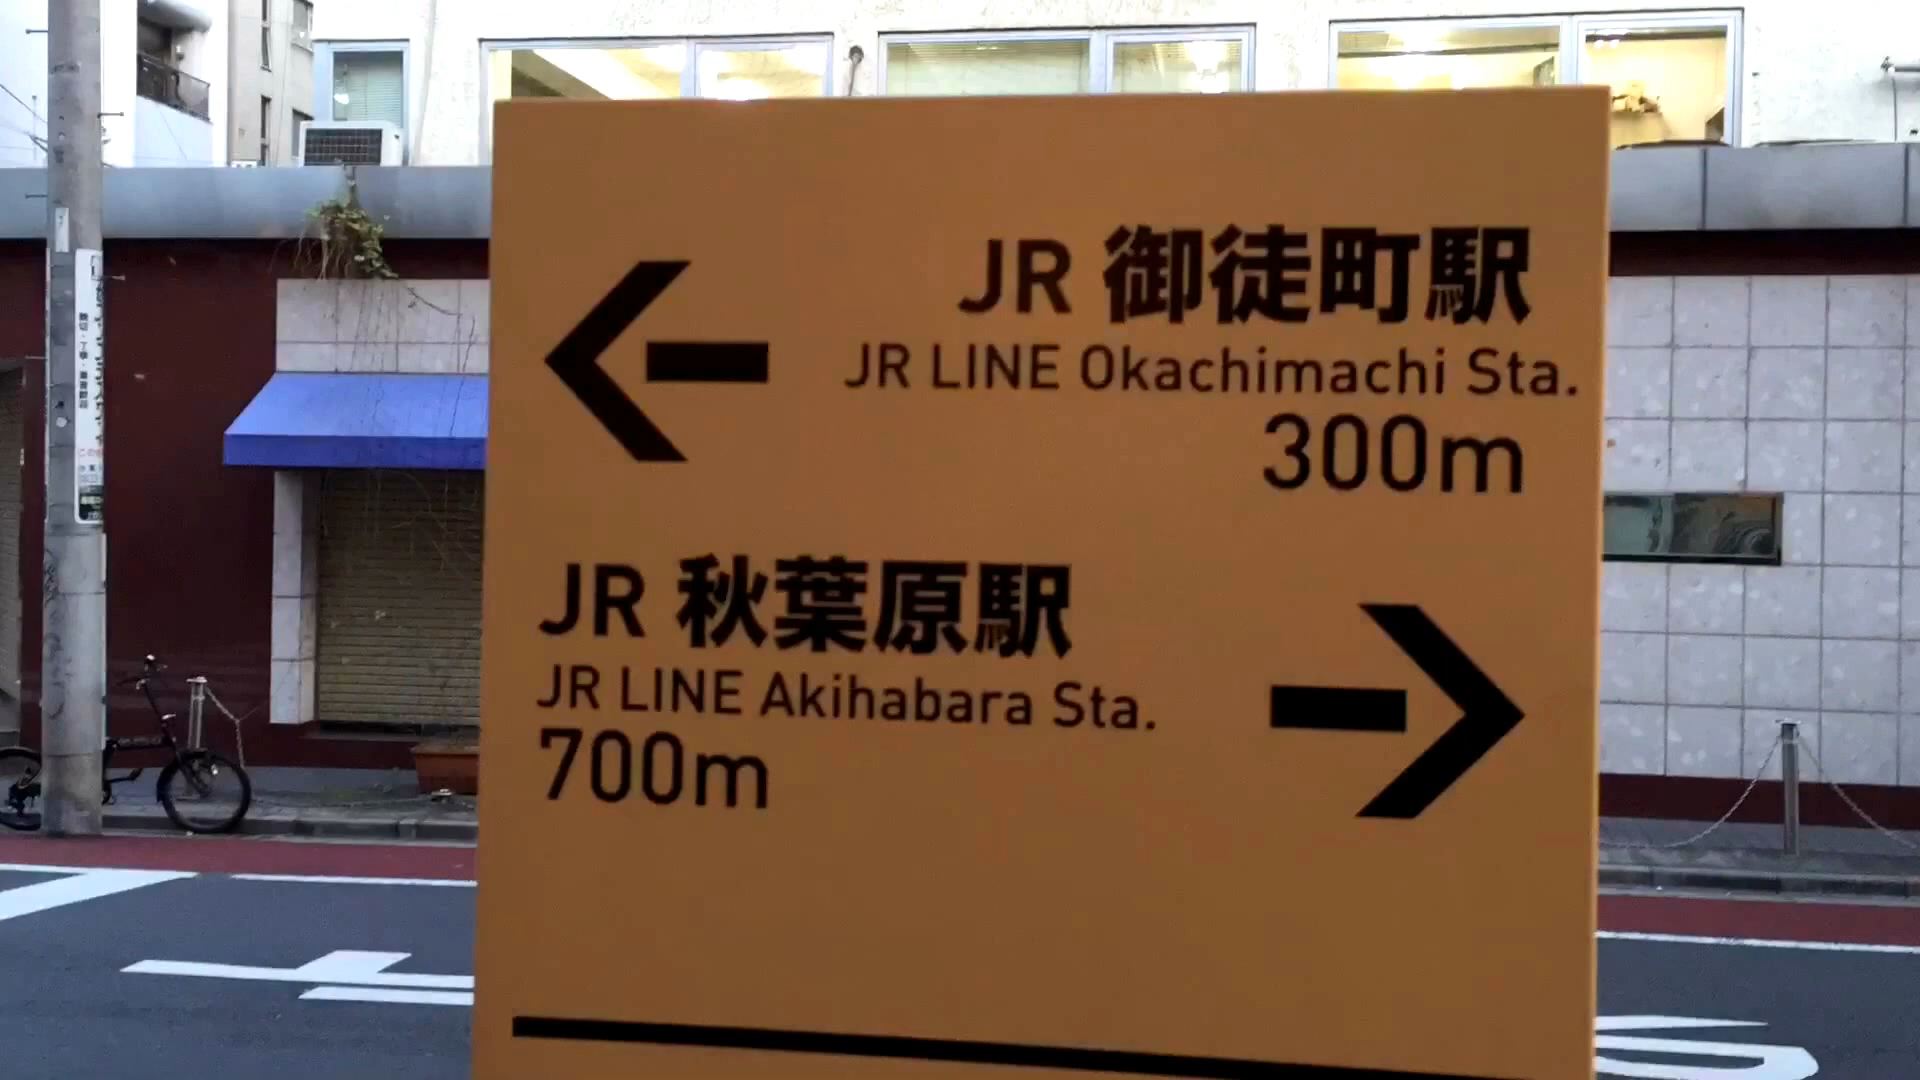 JR 御徒町駅
JR LINE Okachimachi Sta.
300m
JR 秋葉原駅
JR LINE Akihabara Sta.
700m